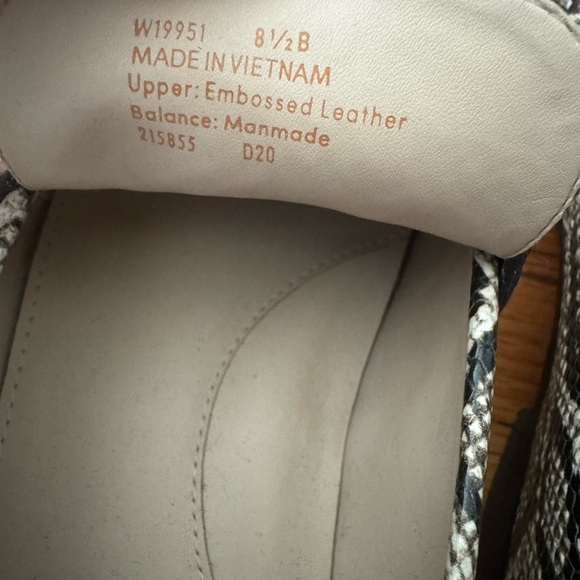 W19951 8½B
MADE IN VIETNAM
Upper: Embossed Leather
Balance: Manmade
215855 D20